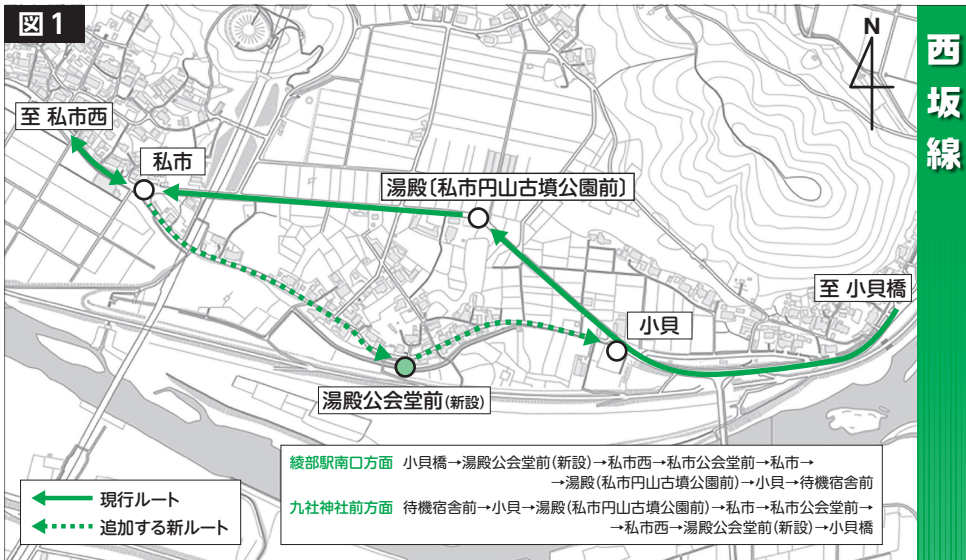 図1
N
西坂線
至 私市西
私市
湯殿〔私市円山古墳公園前〕
至 小貝橋
小貝
湯殿公会堂前(新設)
綾部駅南口方面 小貝橋→湯殿公会堂前(新設)→私市西→私市公会堂前→私市→
→湯殿(私市円山古墳公園前)→小貝→待機宿舎前
九社神社前方面 待機宿舎前→小貝→湯殿(私市円山古墳公園前)→私市→私市公会堂前→
→私市西→湯殿公会堂前(新設)→小貝橋
現行ルート
追加する新ルート